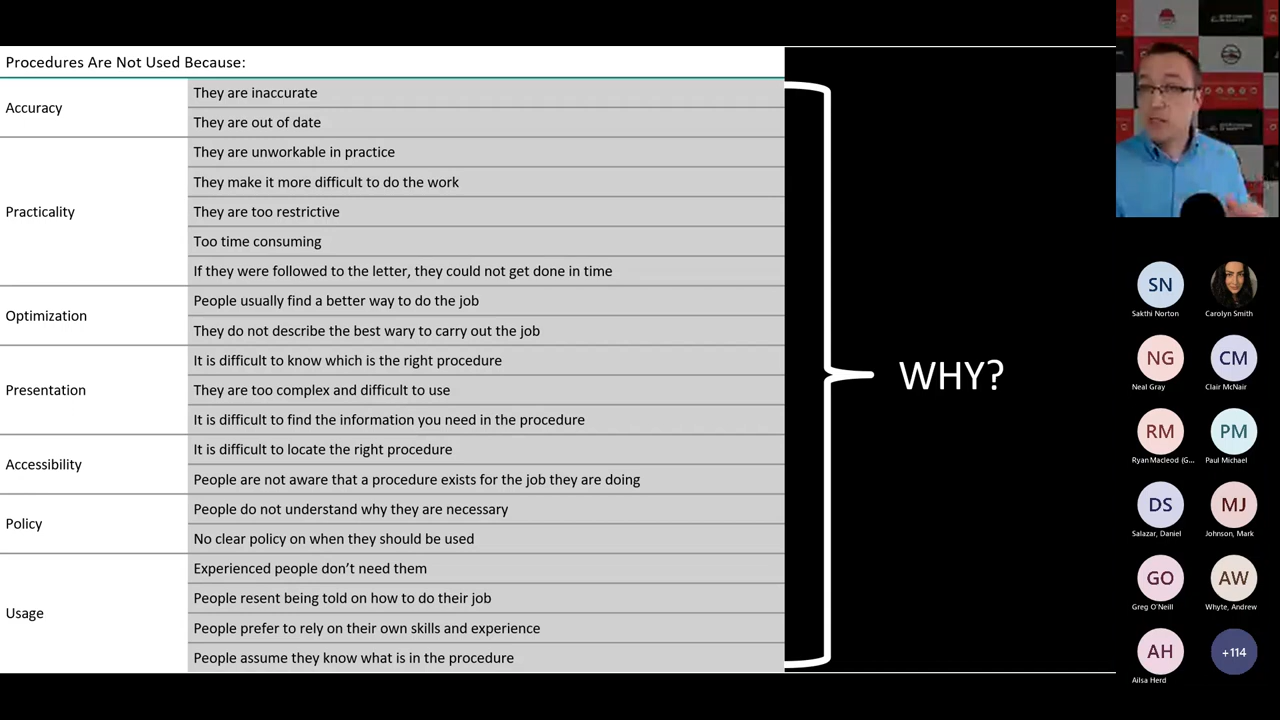 Procedures Are Not Used Because:
Accuracy
They are inaccurate
They are out of date
Practicality
They are unworkable in practice
They make it more difficult to do the work
They are too restrictive
Too time consuming
If they were followed to the letter, they could not get done in time
Optimization
People usually find a better way to do the job
They do not describe the best wary to carry out the job
Presentation
It is difficult to know which is the right procedure
They are too complex and difficult to use
It is difficult to find the information you need in the procedure
Accessibility
It is difficult to locate the right procedure
People are not aware that a procedure exists for the job they are doing
Policy
People do not understand why they are necessary
No clear policy on when they should be used
Usage
Experienced people don’t need them
People resent being told on how to do their job
People prefer to rely on their own skills and experience
People assume they know what is in the procedure
WHY?
SN
Sakthi Norton
Carolyn Smith
NG
Neal Gray
CM
Clair McNair
RM
Ryan Macleod (G...
PM
Paul Michael
DS
Salazar, Daniel
MJ
Johnson, Mark
GO
Greg O'Neill
AW
Whyte, Andrew
AH
Ailsa Herd
+114